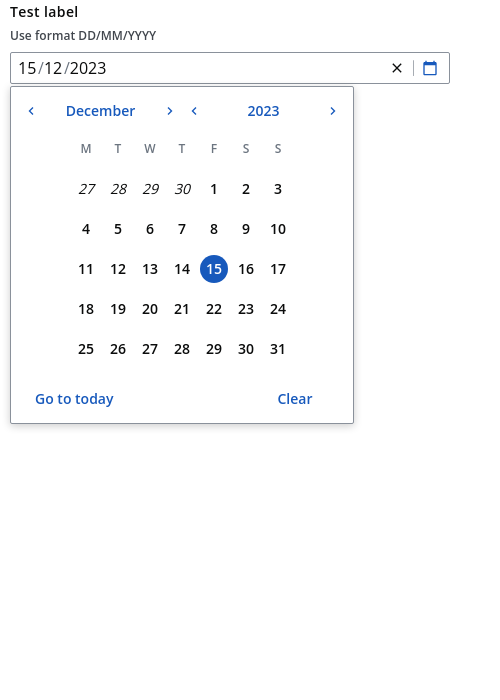 Test label
Use format DD/MM/YYYY
15/12/2023
December 2023
M T W T F S S
27 28 29 30 1 2 3
4 5 6 7 8 9 10
11 12 13 14 15 16 17
18 19 20 21 22 23 24
25 26 27 28 29 30 31
Go to today Clear